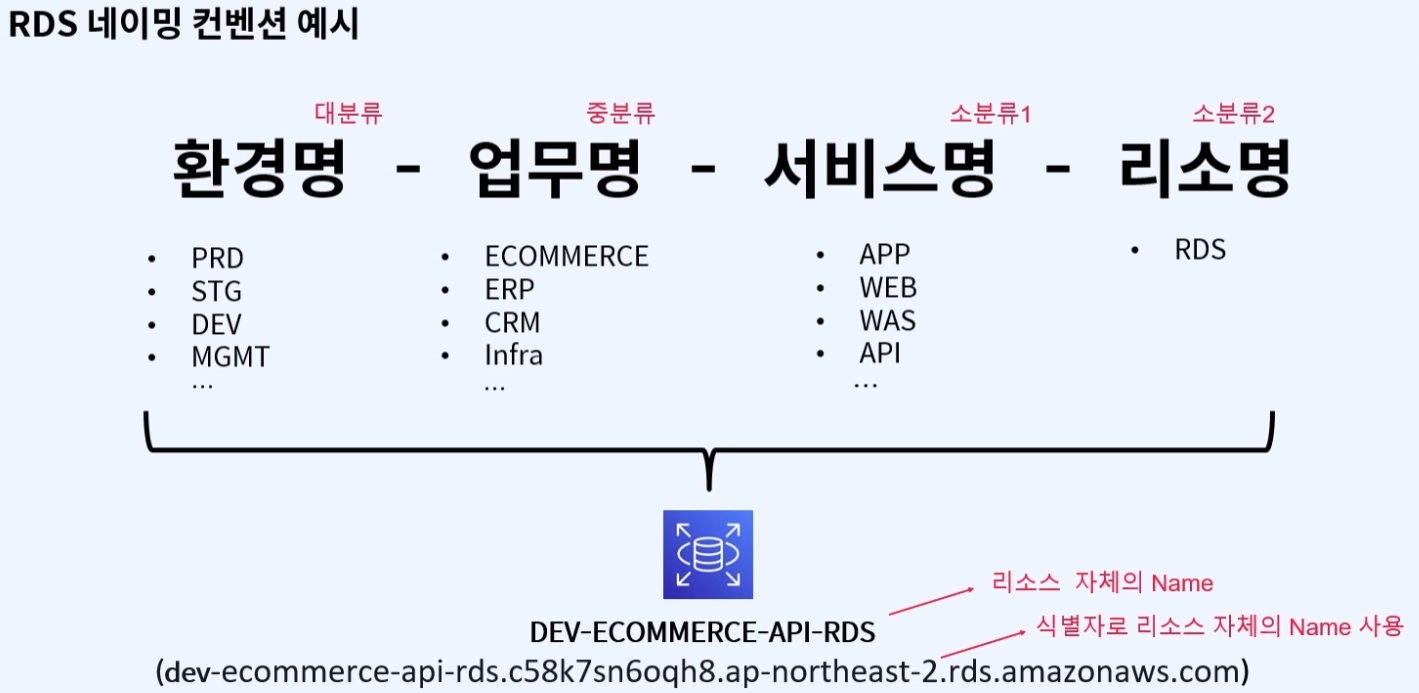 RDS 네이밍 컨벤션 예시
대분류 중분류 소분류1 소분류2
환경명 - 업무명 - 서비스명 - 리소명
• PRD
• STG
• DEV
• MGMT
...
• ECOMMERCE
• ERP
• CRM
• Infra
...
• APP
• WEB
• WAS
• API
...
• RDS
리소스 자체의 Name
DEV-ECOMMERCE-API-RDS
식별자로 리소스 자체의 Name 사용
(dev-ecommerce-api-rds.c58k7sn6oqh8.ap-northeast-2.rds.amazonaws.com)